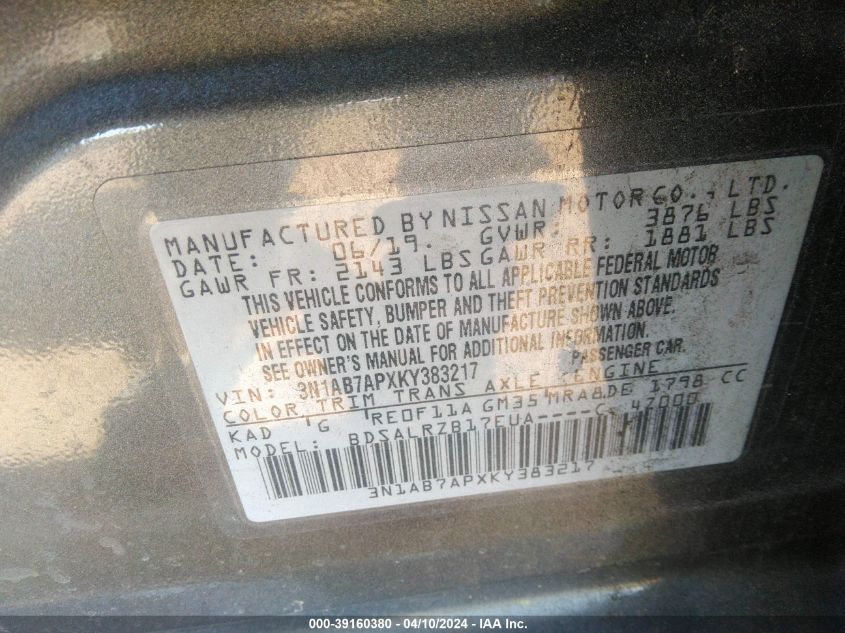 MANUFACTURED BY NISSAN MOTOR CO., LTD.
DATE: 06/19. GVWR: 3876 LBS
GAWR FR: 2143 LBS GAWR RR: 1881 LBS
THIS VEHICLE CONFORMS TO ALL APPLICABLE FEDERAL MOTOR
VEHICLE SAFETY, BUMPER AND THEFT PREVENTION STANDARDS
IN EFFECT ON THE DATE OF MANUFACTURE SHOWN ABOVE.
SEE OWNER'S MANUAL FOR ADDITIONAL INFORMATION.
VIN: 3N1AB7APXKY383217 PASSENGER CAR.
COLOR TRIM TRANS AXLE ENGINE
KAD G RE0F11A GM35 MRA8DE 1798 CC
MODEL: BDSALRZB17EUA----C- 47000
3N1AB7APXKY383217
000-39160380 - 04/10/2024 - IAA Inc.